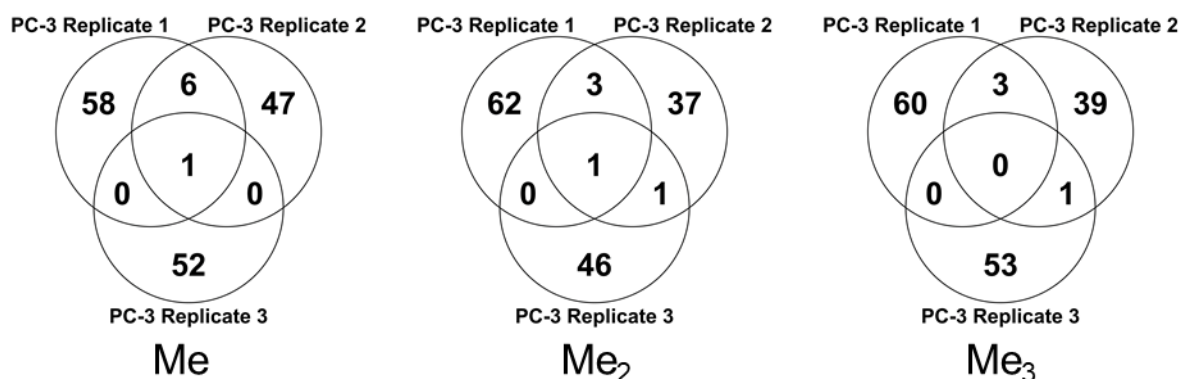 PC-3 Replicate 1 PC-3 Replicate 2
58 6 47
1
0 0
52
PC-3 Replicate 3
Me
PC-3 Replicate 1 PC-3 Replicate 2
62 3 37
1
0 1
46
PC-3 Replicate 3
Me₂
PC-3 Replicate 1 PC-3 Replicate 2
60 3 39
0
0 1
53
PC-3 Replicate 3
Me₃